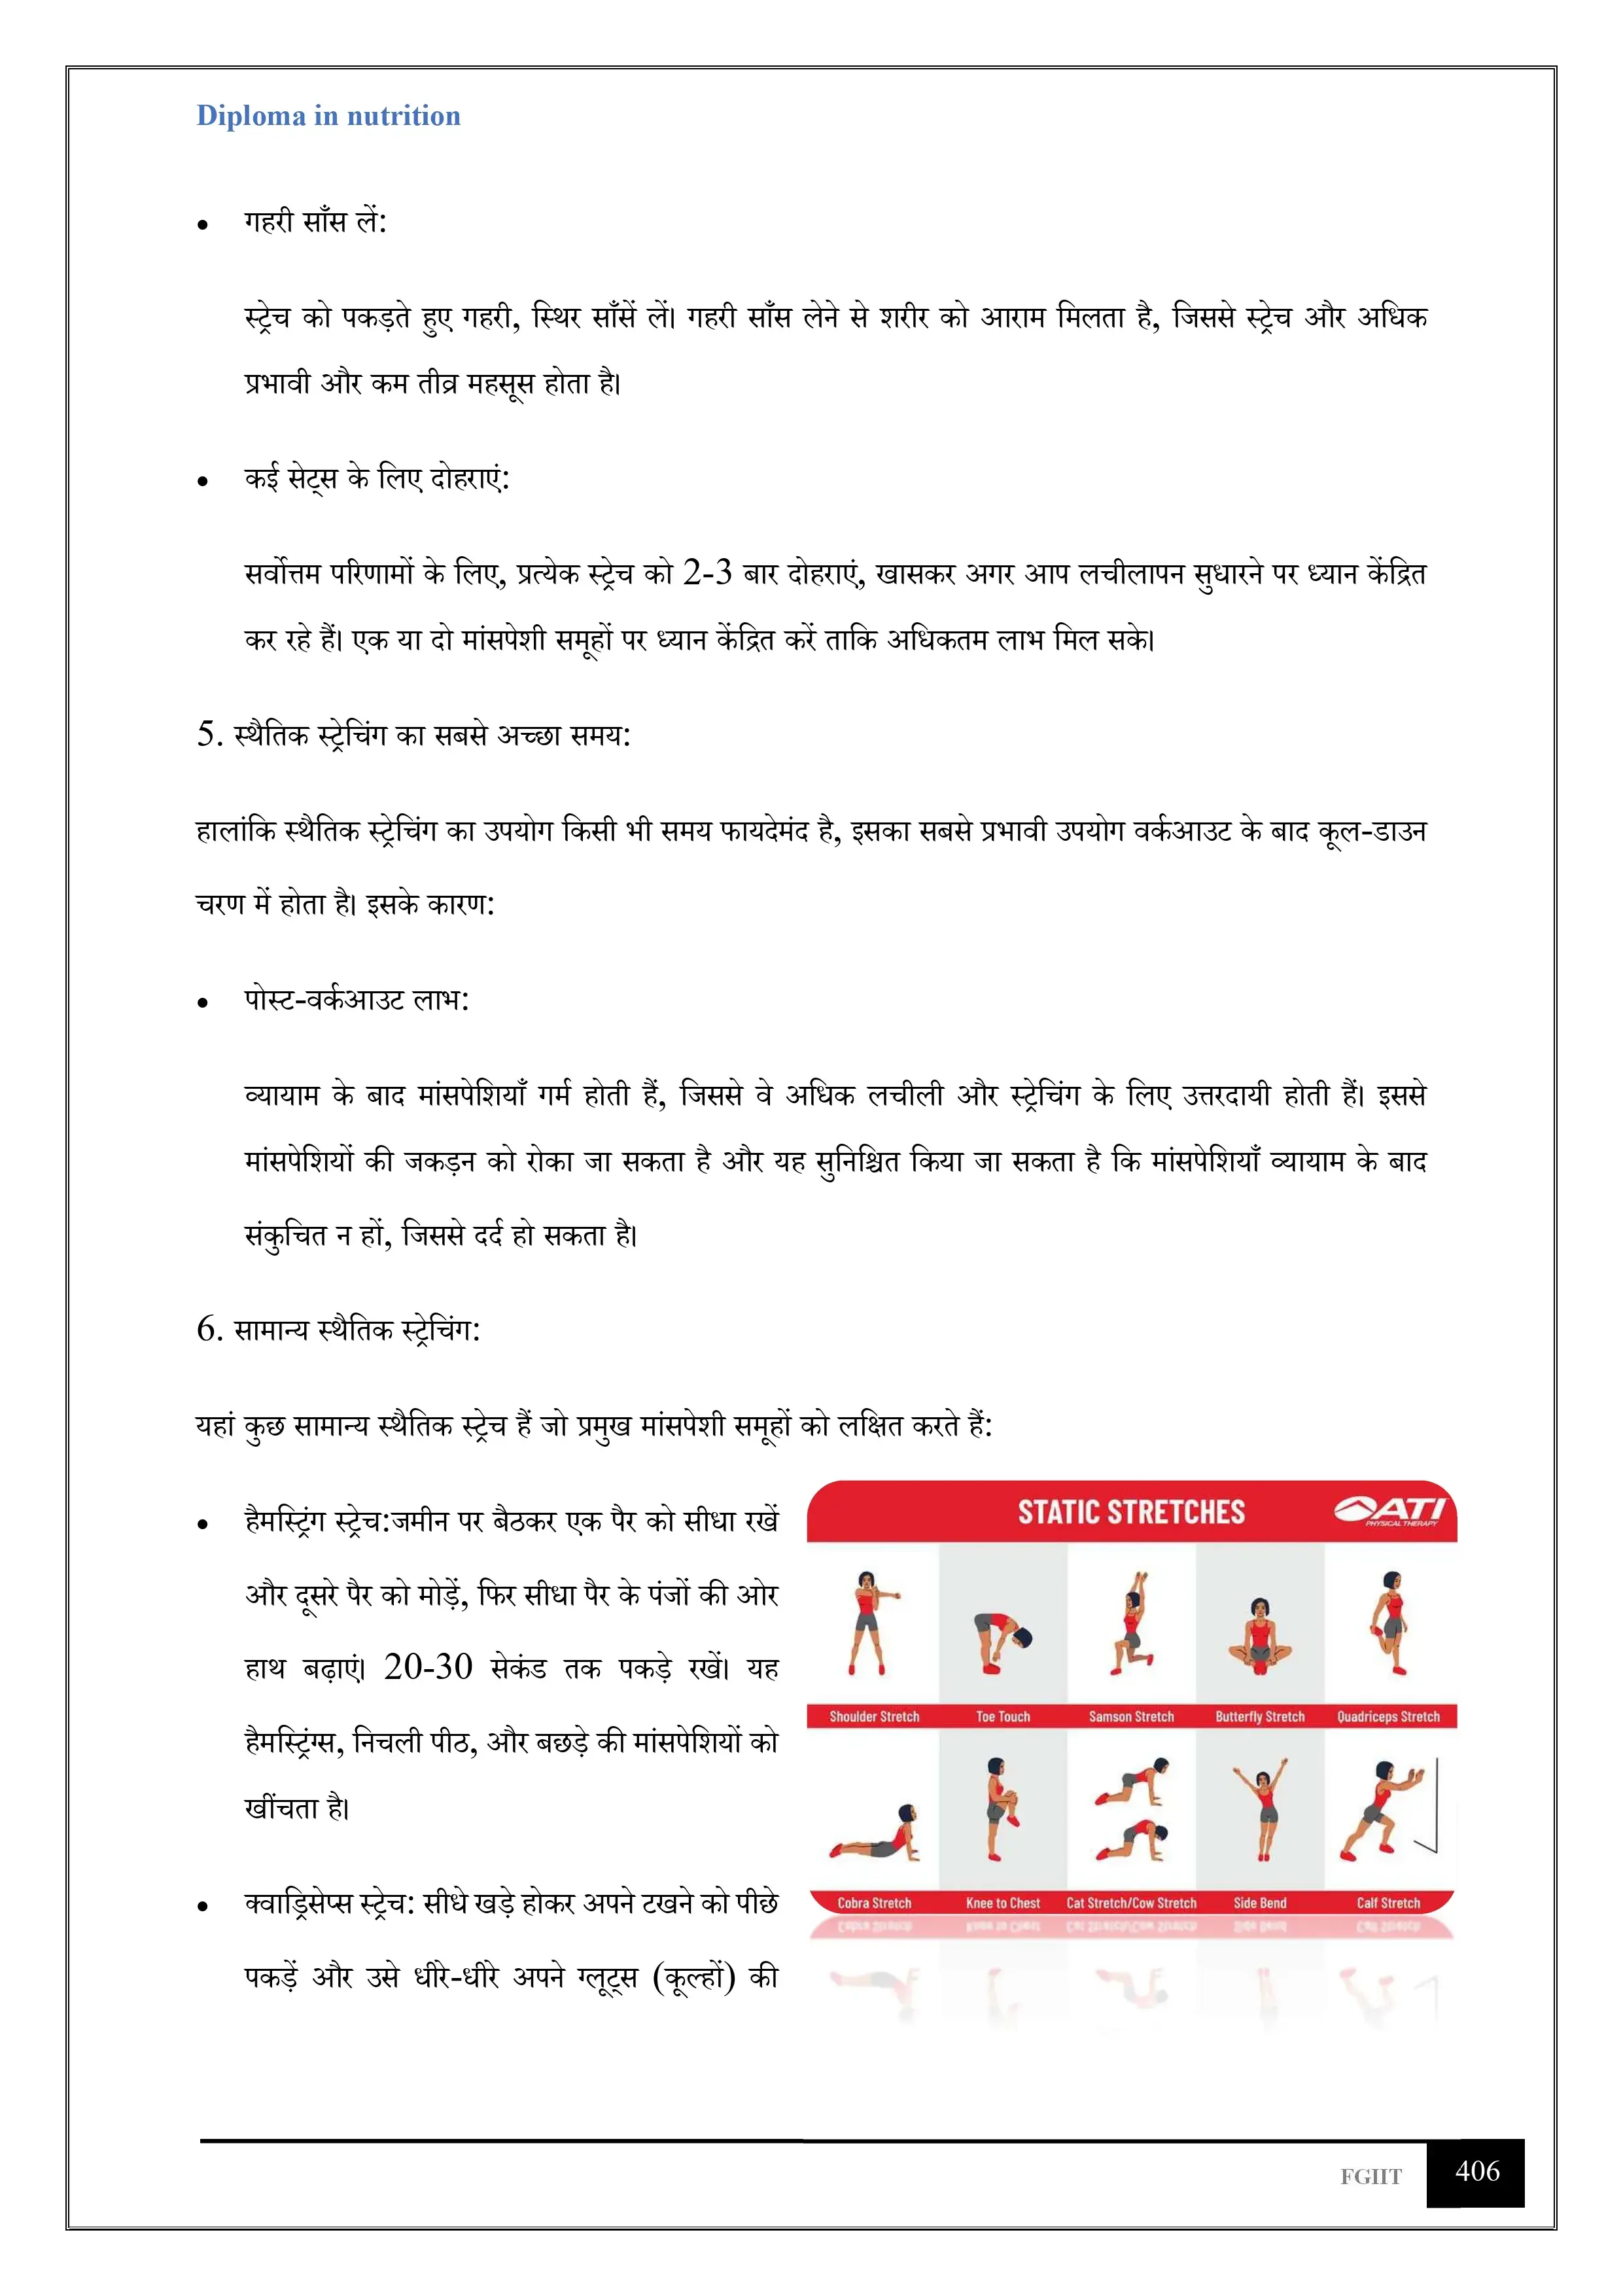 Diploma in nutrition
• गहरी साँस लें:
स्ट्रेच को पकड़ते हुए गहरी, स्थिर साँसें लें। गहरी साँस लेने से शरीर को आराम मिलता है, जिससे स्ट्रेच और अधिक
प्रभावी और कम तीव्र महसूस होता है।
• कई सेट्स के लिए दोहराएं:
सर्वोत्तम परिणामों के लिए, प्रत्येक स्ट्रेच को 2-3 बार दोहराएं, खासकर अगर आप लचीलापन सुधारने पर ध्यान केंद्रित
कर रहे हैं। एक या दो मांसपेशी समूहों पर ध्यान केंद्रित करें ताकि अधिकतम लाभ मिल सके।
5. स्थैतिक स्ट्रेचिंग का सबसे अच्छा समय:
हालांकि स्थैतिक स्ट्रेचिंग का उपयोग किसी भी समय फायदेमंद है, इसका सबसे प्रभावी उपयोग वर्कआउट के बाद कूल-डाउन
चरण में होता है। इसके कारण:
• पोस्ट-वर्कआउट लाभ:
व्यायाम के बाद मांसपेशियाँ गर्म होती हैं, जिससे वे अधिक लचीली और स्ट्रेचिंग के लिए उत्तरदायी होती हैं। इससे
मांसपेशियों की जकड़न को रोका जा सकता है और यह सुनिश्चित किया जा सकता है कि मांसपेशियाँ व्यायाम के बाद
संकुचित न हों, जिससे दर्द हो सकता है।
6. सामान्य स्थैतिक स्ट्रेचिंग:
यहां कुछ सामान्य स्थैतिक स्ट्रेच हैं जो प्रमुख मांसपेशी समूहों को लक्षित करते हैं:
• हैमस्ट्रिंग स्ट्रेच:जमीन पर बैठकर एक पैर को सीधा रखें
और दूसरे पैर को मोड़ें, फिर सीधा पैर के पंजों की ओर
हाथ बढ़ाएं। 20-30 सेकंड तक पकड़े रखें। यह
हैमस्ट्रिंग्स, निचली पीठ, और बछड़े की मांसपेशियों को
खींचता है।
• क्वाड्रिसेप्स स्ट्रेच: सीधे खड़े होकर अपने टखने को पीछे
पकड़ें और उसे धीरे-धीरे अपने ग्लूट्स (कूल्हों) की
STATIC STRETCHES
ATI
PHYSICAL THERAPY
Shoulder Stretch Toe Touch Samson Stretch Butterfly Stretch Quadriceps Stretch
Cobra Stretch Knee to Chest Cat Stretch/Cow Stretch Side Bend Calf Stretch
FGIIT 406